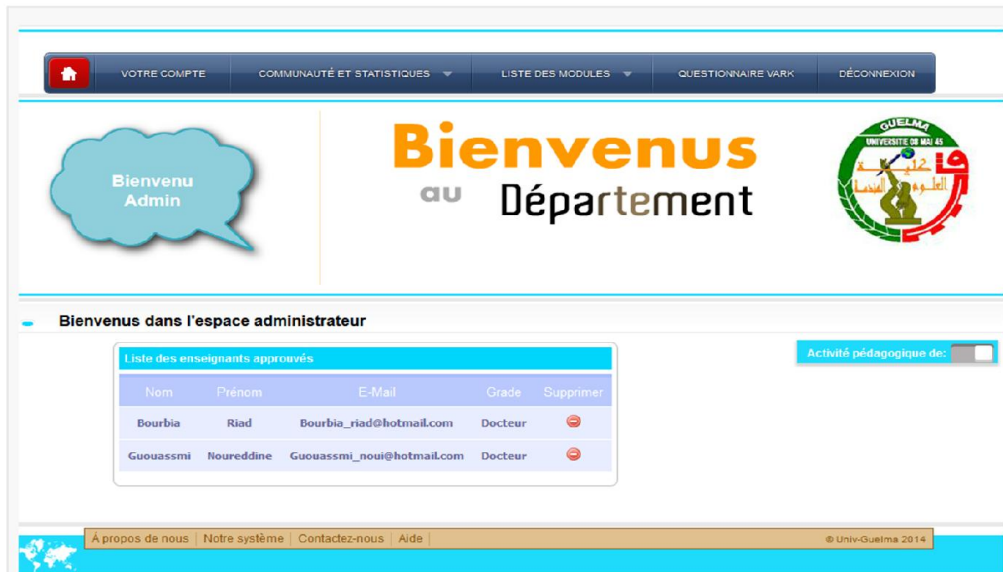 VOTRE COMPTE COMMUNAUTÉ ET STATISTIQUES LISTE DES MODULES QUESTIONNAIRE VARK DÉCONNEXION
Bienvenu
Admin
Bienvenus
au Département
GUELMA
UNIVERSITE 08 MAI 45
كلية
العلوم
Bienvenus dans l'espace administrateur
Activité pédagogique de:
Liste des enseignants approuvés
Nom Prénom E-Mail Grade Supprimer
Bourbia Riad Bourbia_riad@hotmail.com Docteur
Guouassmi Noureddine Guouassmi_noui@hotmail.com Docteur
À propos de nous | Notre système | Contactez-nous | Aide |
© Univ-Guelma 2014